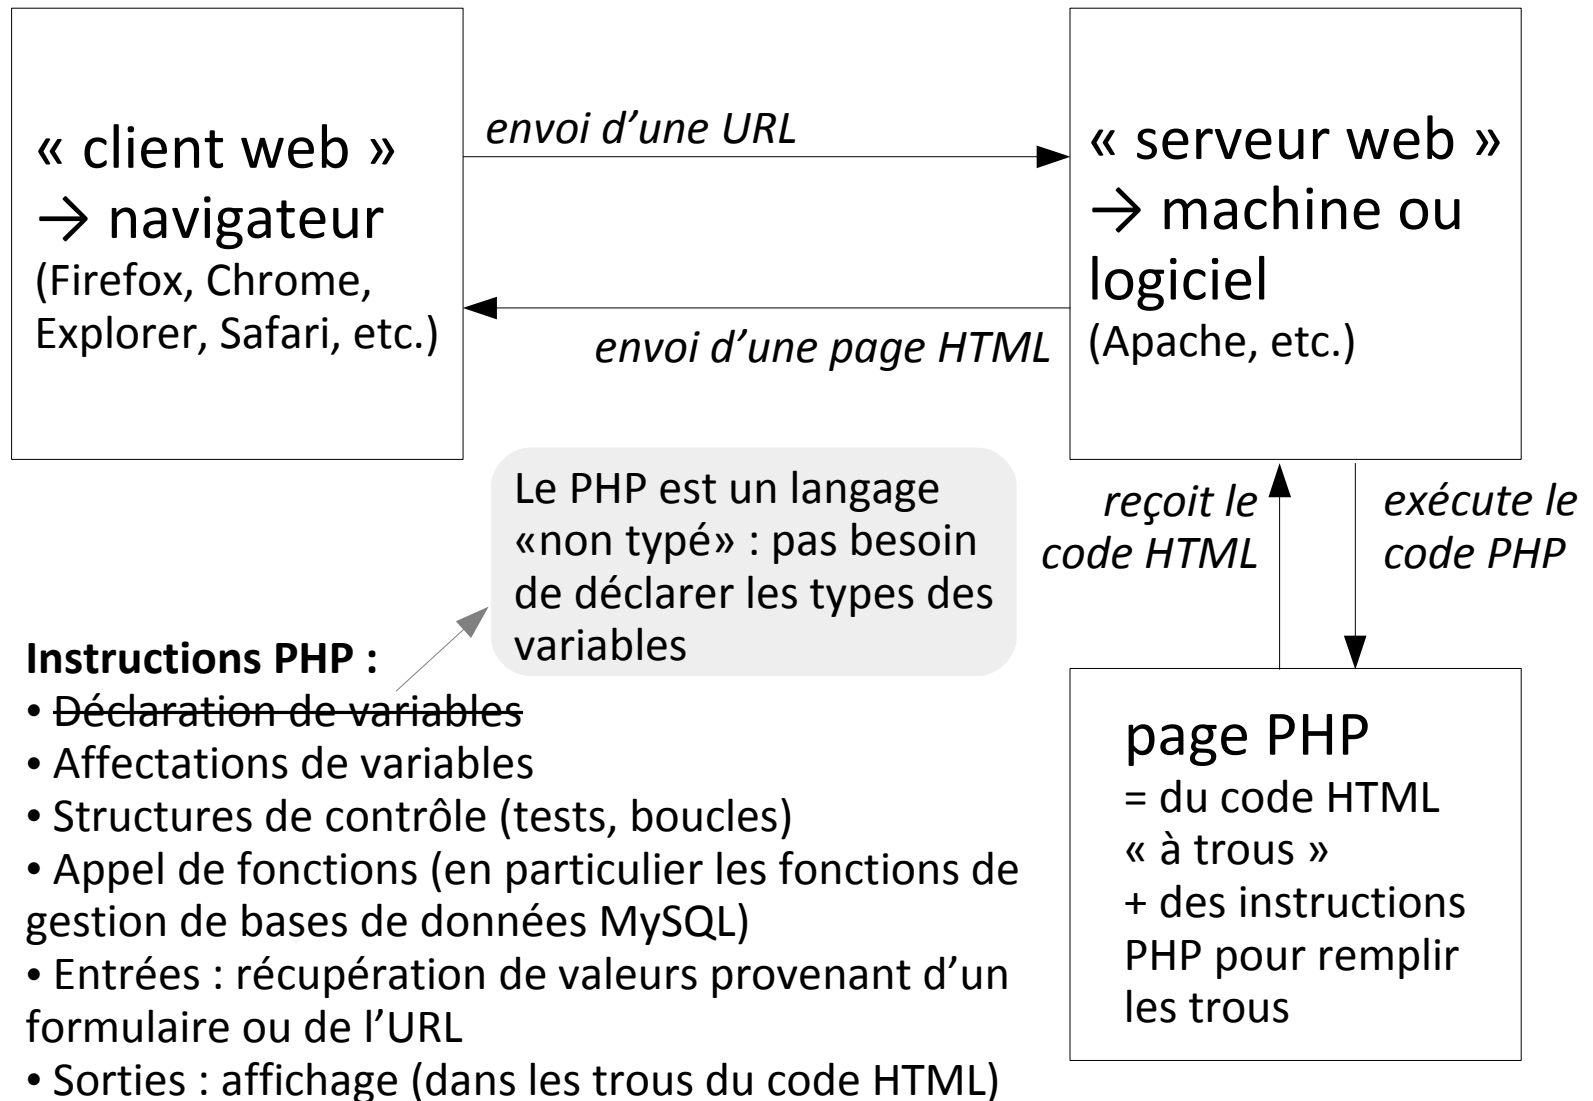 « client web »
→ navigateur
(Firefox, Chrome,
Explorer, Safari, etc.)
envoi d’une URL
envoi d’une page HTML
« serveur web »
→ machine ou
logiciel
(Apache, etc.)
Le PHP est un langage
«non typé» : pas besoin
de déclarer les types des
variables
reçoit le
code HTML
exécute le
code PHP
Instructions PHP :
• Déclaration de variables
• Affectations de variables
• Structures de contrôle (tests, boucles)
• Appel de fonctions (en particulier les fonctions de
gestion de bases de données MySQL)
• Entrées : récupération de valeurs provenant d’un
formulaire ou de l’URL
• Sorties : affichage (dans les trous du code HTML)
page PHP
= du code HTML
« à trous »
+ des instructions
PHP pour remplir
les trous